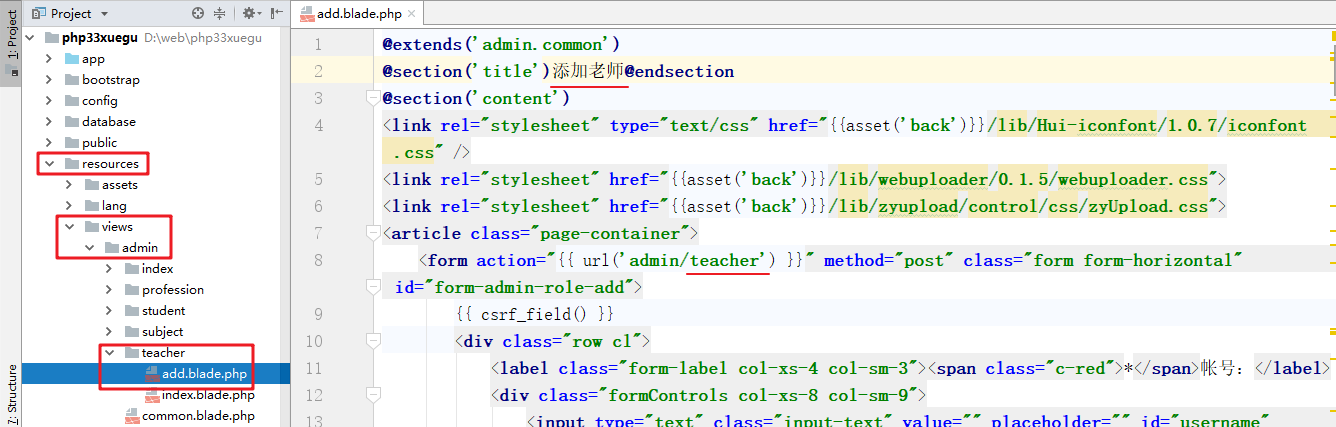 1: Project
Z: Structure
Project
php33xuegu D:\web\php33xuegu
app
bootstrap
config
database
public
resources
assets
lang
views
admin
index
profession
student
subject
teacher
add.blade.php
index.blade.php
common.blade.php
add.blade.php ×
1 @extends('admin.common')
2 @section('title')添加老师@endsection
3 @section('content')
4 <link rel="stylesheet" type="text/css" href="{{asset('back')}}/lib/Hui-iconfont/1.0.7/iconfont
.css" />
5 <link rel="stylesheet" href="{{asset('back')}}/lib/webuploader/0.1.5/webuploader.css">
6 <link rel="stylesheet" href="{{asset('back')}}/lib/zyupload/control/css/zyUpload.css">
7 <article class="page-container">
8 <form action="{{ url('admin/teacher') }}" method="post" class="form form-horizontal"
id="form-admin-role-add">
9 {{ csrf_field() }}
10 <div class="row cl">
11 <label class="form-label col-xs-4 col-sm-3"><span class="c-red">*</span>帐号：</label>
12 <div class="formControls col-xs-8 col-sm-9">
13 <input type="text" class="input-text" value="" placeholder="" id="username"